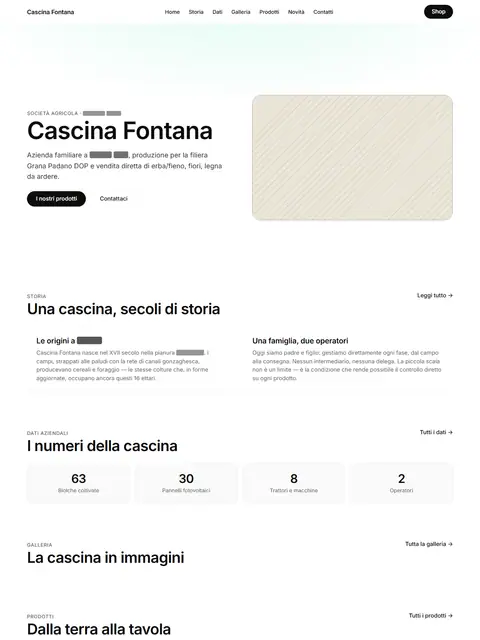 Cascina Fontana
Home Storia Dati Galleria Prodotti Novità Contatti
Shop
SOCIETÀ AGRICOLA ·
Cascina Fontana
Azienda familiare a , produzione per la filiera
Grana Padano DOP e vendita diretta di erba/fieno, fiori, legna
da ardere.
I nostri prodotti Contattaci
STORIA
Leggi tutto →
Una cascina, secoli di storia
Le origini a
Cascina Fontana nasce nel XVII secolo nella pianura . I
campi, strappati alle paludi con la rete di canali gonzaghesca,
producevano cereali e foraggio — le stesse colture che, in forme
aggiornate, occupano ancora questi 16 ettari.
Una famiglia, due operatori
Oggi siamo padre e figlio: gestiamo direttamente ogni fase, dal campo
alla consegna. Nessun intermediario, nessuna delega. La piccola scala
non è un limite — è la condizione che rende possibile il controllo diretto
su ogni prodotto.
DATI AZIENDALI
Tutti i dati →
I numeri della cascina
63
Biolche coltivate
30
Pannelli fotovoltaici
8
Trattori e macchine
2
Operatori
GALLERIA
Tutta la galleria →
La cascina in immagini
PRODOTTI
Tutti i prodotti →
Dalla terra alla tavola